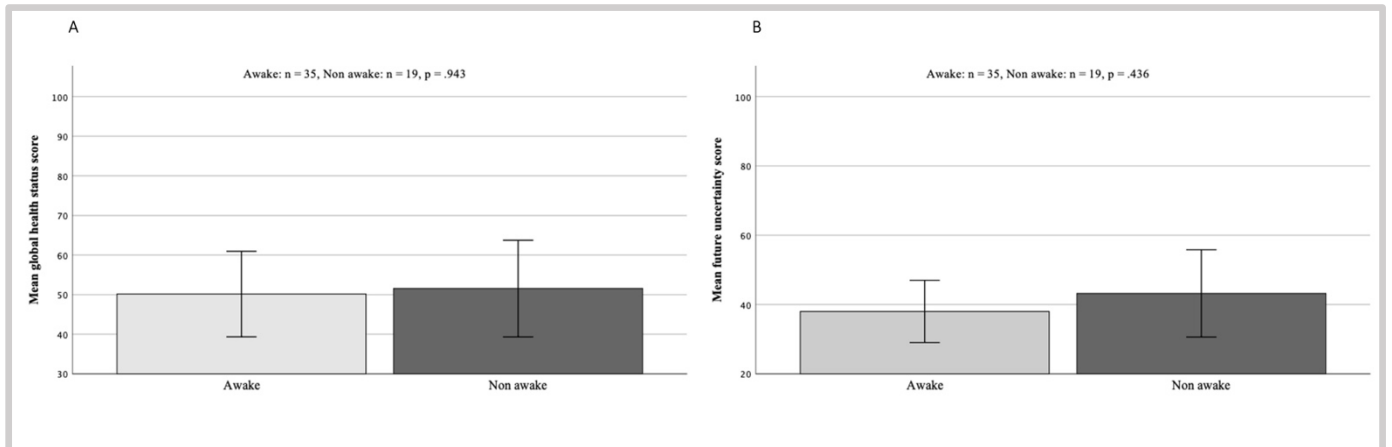 A
Awake: n = 35, Non awake: n = 19, p = .943
Mean global health status score
100
90
80
70
60
50
40
30
Awake
Non awake
B
Awake: n = 35, Non awake: n = 19, p = .436
Mean future uncertainty score
100
80
60
40
20
Awake
Non awake